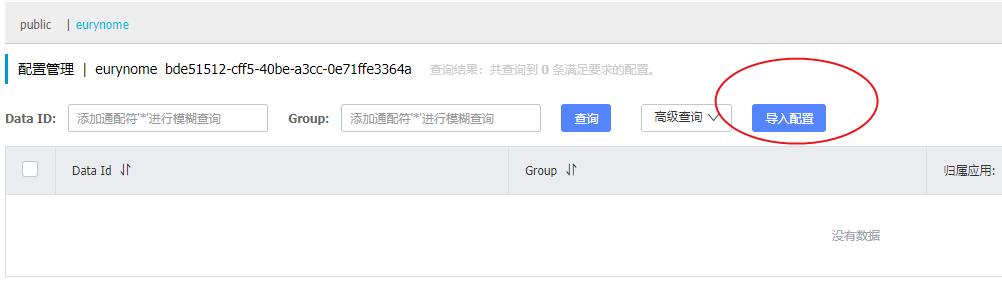 public | eurynome
配置管理 | eurynome bde51512-cff5-40be-a3cc-0e71ffe3364a 查询结果：共查询到 0 条满足要求的配置。
Data ID: 添加通配符'*'进行模糊查询 Group: 添加通配符'*'进行模糊查询 查询 高级查询 导入配置
Data Id Group 归属应用:
没有数据